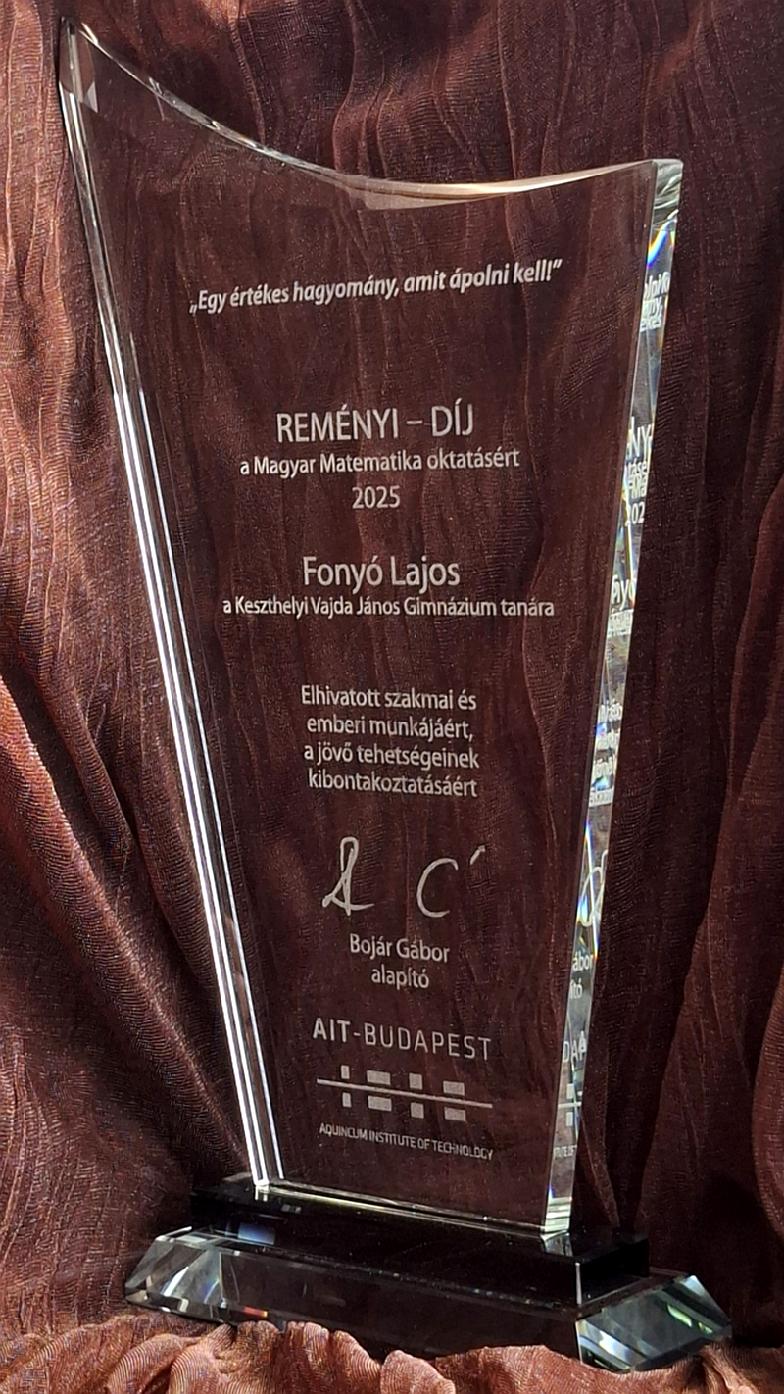 „Egy értékes hagyomány, amit ápolni kell!”
REMÉNYI – DÍJ
a Magyar Matematika oktatásért
2025
Fonyó Lajos
a Keszthelyi Vajda János Gimnázium tanára
Elhivatott szakmai és
emberi munkájáért,
a jövő tehetségeinek
kibontakoztatásáért
Bojár Gábor
alapító
AIT-BUDAPEST
AQUINCUM INSTITUTE OF TECHNOLOGY